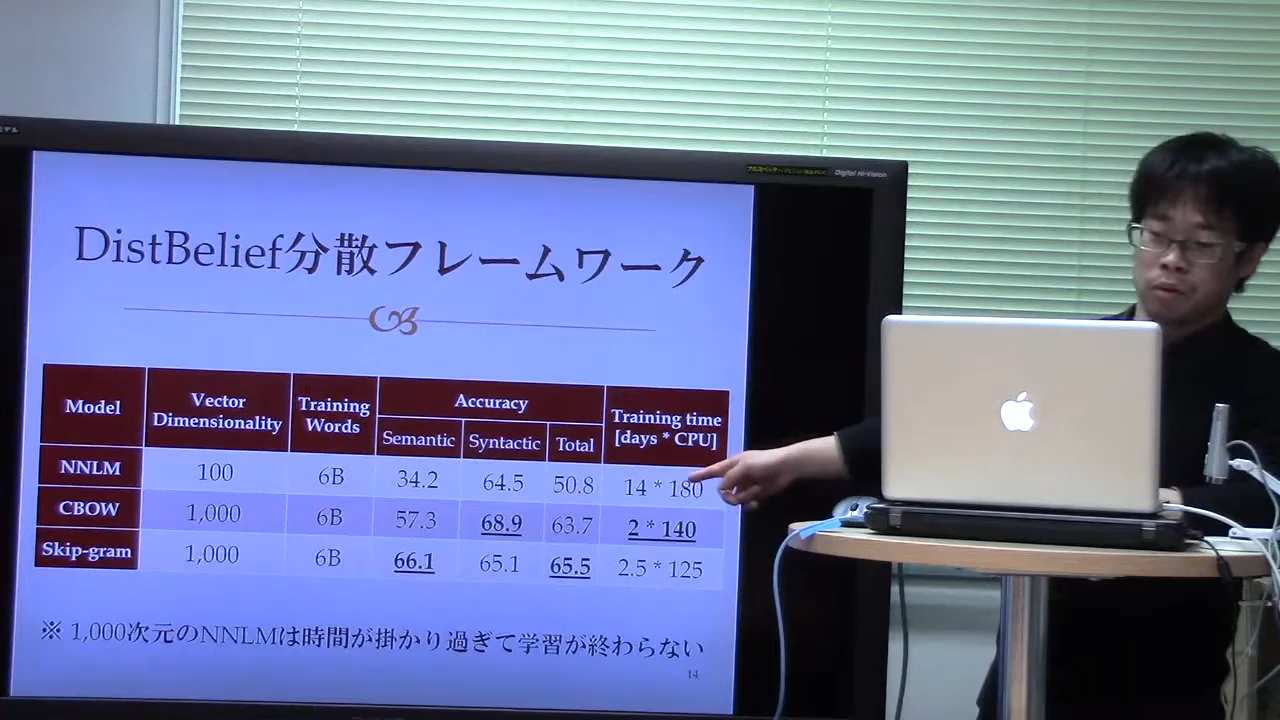 Digital Hi-Vision
DistBelief分散フレームワーク
Model Vector Dimensionality Training Words Accuracy Training time [days * CPU]
Semantic Syntactic Total
NNLM 100 6B 34.2 64.5 50.8 14 * 180
CBOW 1,000 6B 57.3 68.9 63.7 2 * 140
Skip-gram 1,000 6B 66.1 65.1 65.5 2.5 * 125
※ 1,000次元のNNLMは時間が掛かり過ぎて学習が終わらない
14